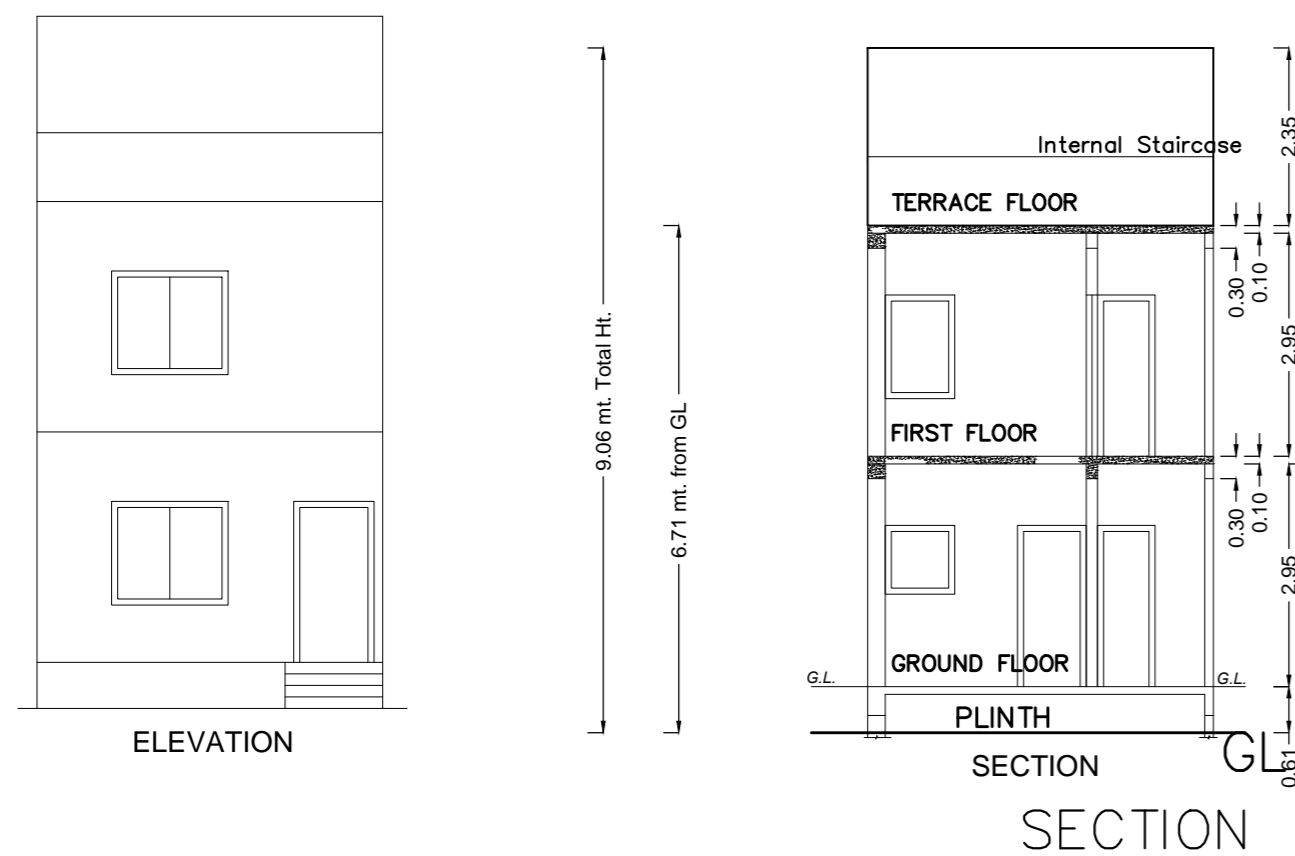 ELEVATION
9.06 mt. Total Ht.
6.71 mt. from GL
Internal Staircase
TERRACE FLOOR
FIRST FLOOR
GROUND FLOOR
G.L.
G.L.
PLINTH
SECTION
GL
SECTION
2.35
0.30
0.10
2.95
0.30
0.10
2.95
0.61